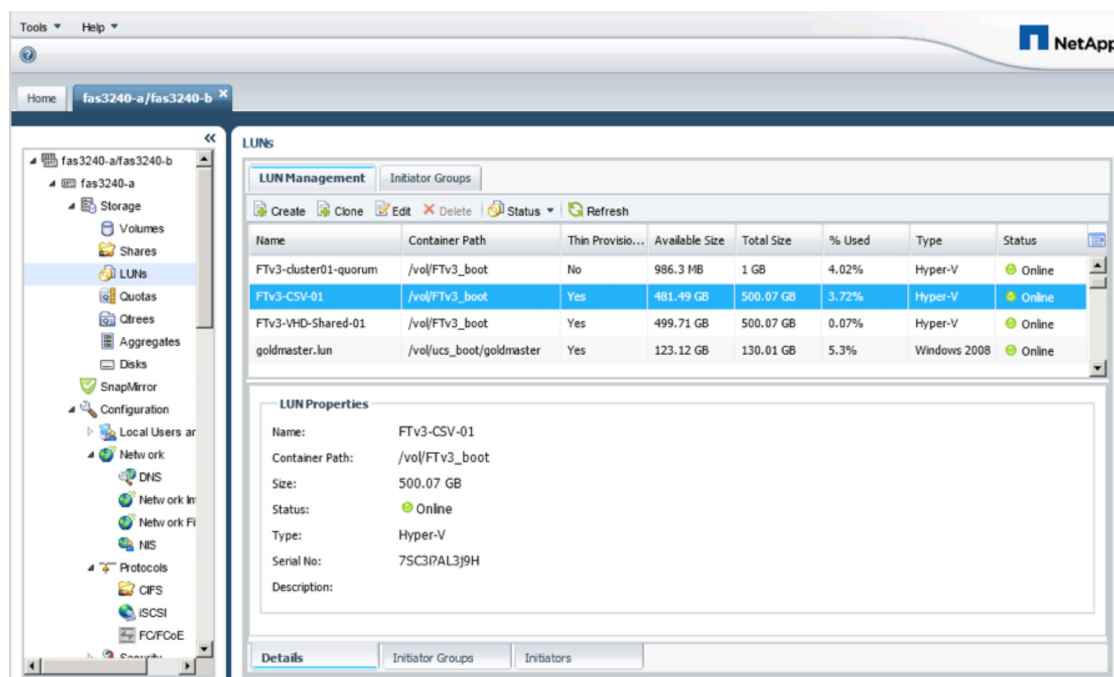 Tools Help
NetApp
Home fas3240-a/fas3240-b
fas3240-a/fas3240-b
fas3240-a
Storage
Volumes
Shares
LUNs
Quotas
Qtrees
Aggregates
Disks
SnapMirror
Configuration
Local Users ar
Network
DNS
Network In
Network Fi
NIS
Protocols
CIFS
iSCSI
FC/FCoE
Security
LUNs
LUN Management Initiator Groups
Create Clone Edit Delete Status Refresh
Name Container Path Thin Provisio... Available Size Total Size % Used Type Status
FTv3-cluster01-quorum /vol/FTv3_boot No 986.3 MB 1 GB 4.02% Hyper-V Online
FTv3-CSV-01 /vol/FTv3_boot Yes 481.49 GB 500.07 GB 3.72% Hyper-V Online
FTv3-VHD-Shared-01 /vol/FTv3_boot Yes 499.71 GB 500.07 GB 0.07% Hyper-V Online
goldmaster.lun /vol/ucs_boot/goldmaster Yes 123.12 GB 130.01 GB 5.3% Windows 2008 Online
LUN Properties
Name: FTv3-CSV-01
Container Path: /vol/FTv3_boot
Size: 500.07 GB
Status: Online
Type: Hyper-V
Serial No:
Description:
Details Initiator Groups Initiators